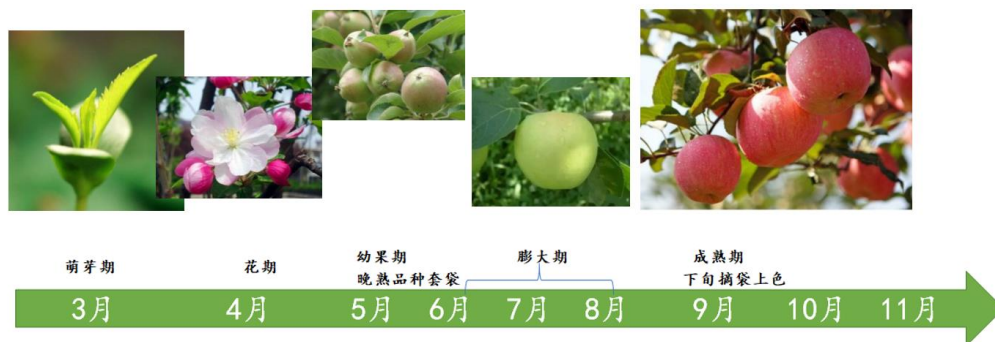 萌芽期
花期
幼果期
晚熟品种套袋
膨大期
成熟期
下旬摘袋上色
3月 4月 5月 6月 7月 8月 9月 10月 11月